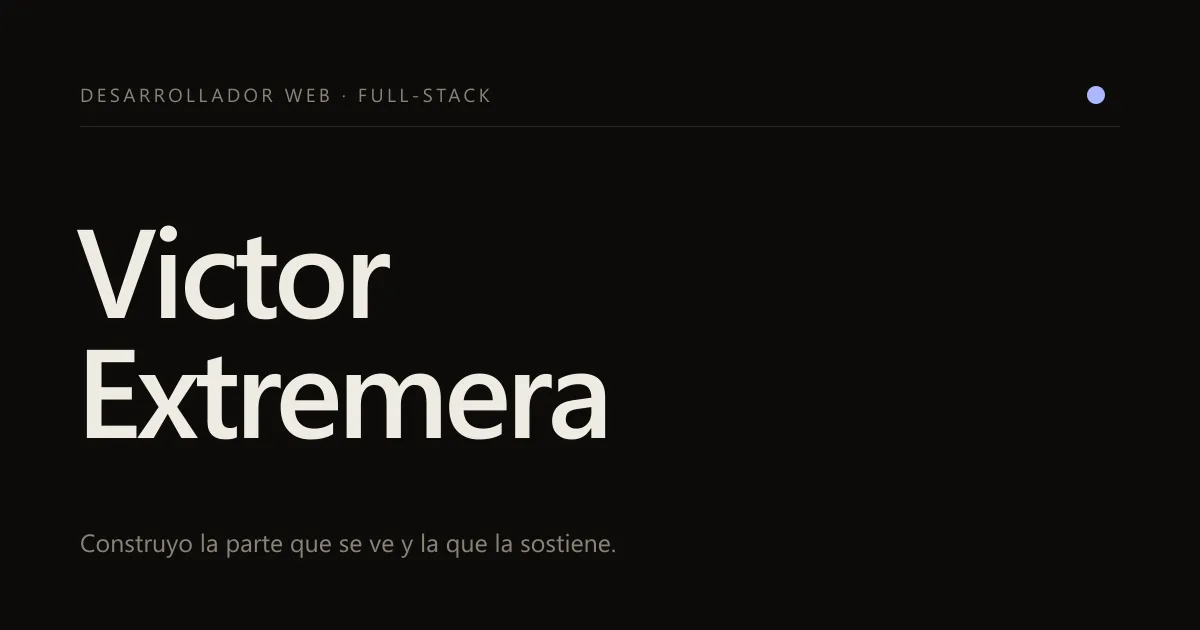 DESARROLLADOR WEB · FULL-STACK
Victor
Extremera
Construyo la parte que se ve y la que la sostiene.